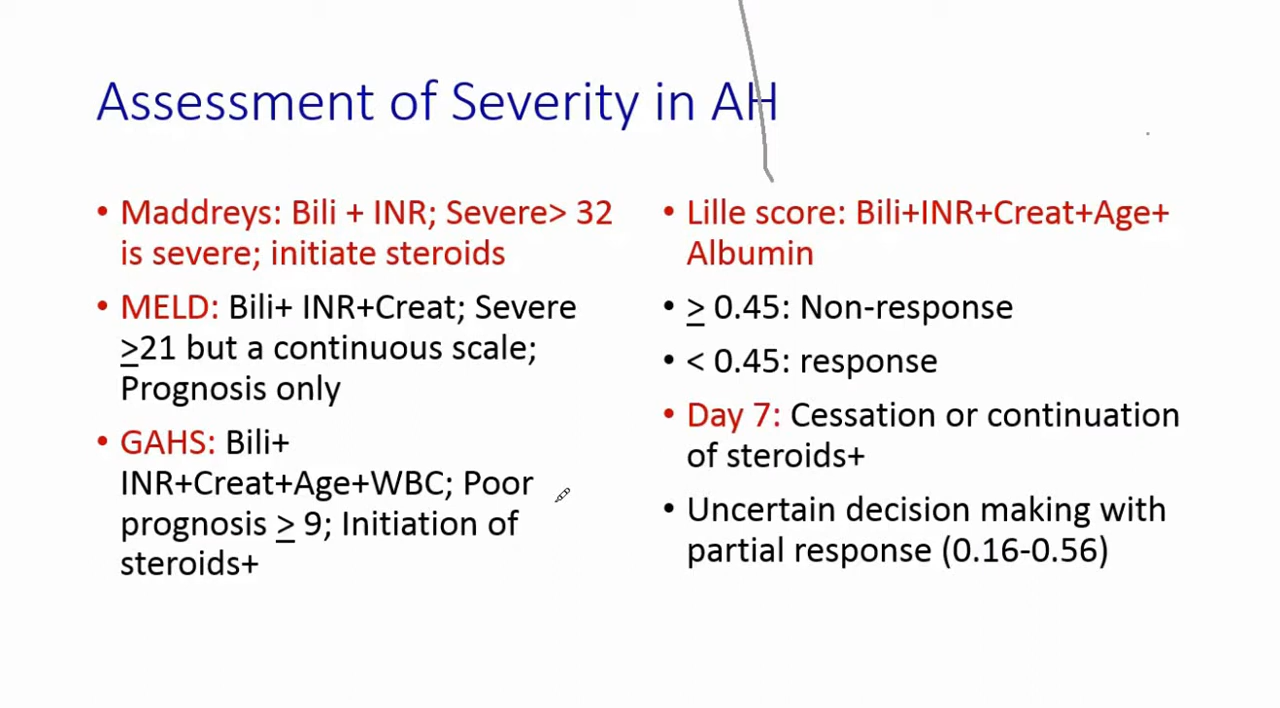 Assessment of Severity in AH
• Maddreys: Bili + INR; Severe> 32
is severe; initiate steroids
• MELD: Bili+ INR+Creat; Severe
≥21 but a continuous scale;
Prognosis only
• GAHS: Bili+
INR+Creat+Age+WBC; Poor
prognosis ≥ 9; Initiation of
steroids+
• Lille score: Bili+INR+Creat+Age+
Albumin
• ≥ 0.45: Non-response
• < 0.45: response
• Day 7: Cessation or continuation
of steroids+
• Uncertain decision making with
partial response (0.16-0.56)